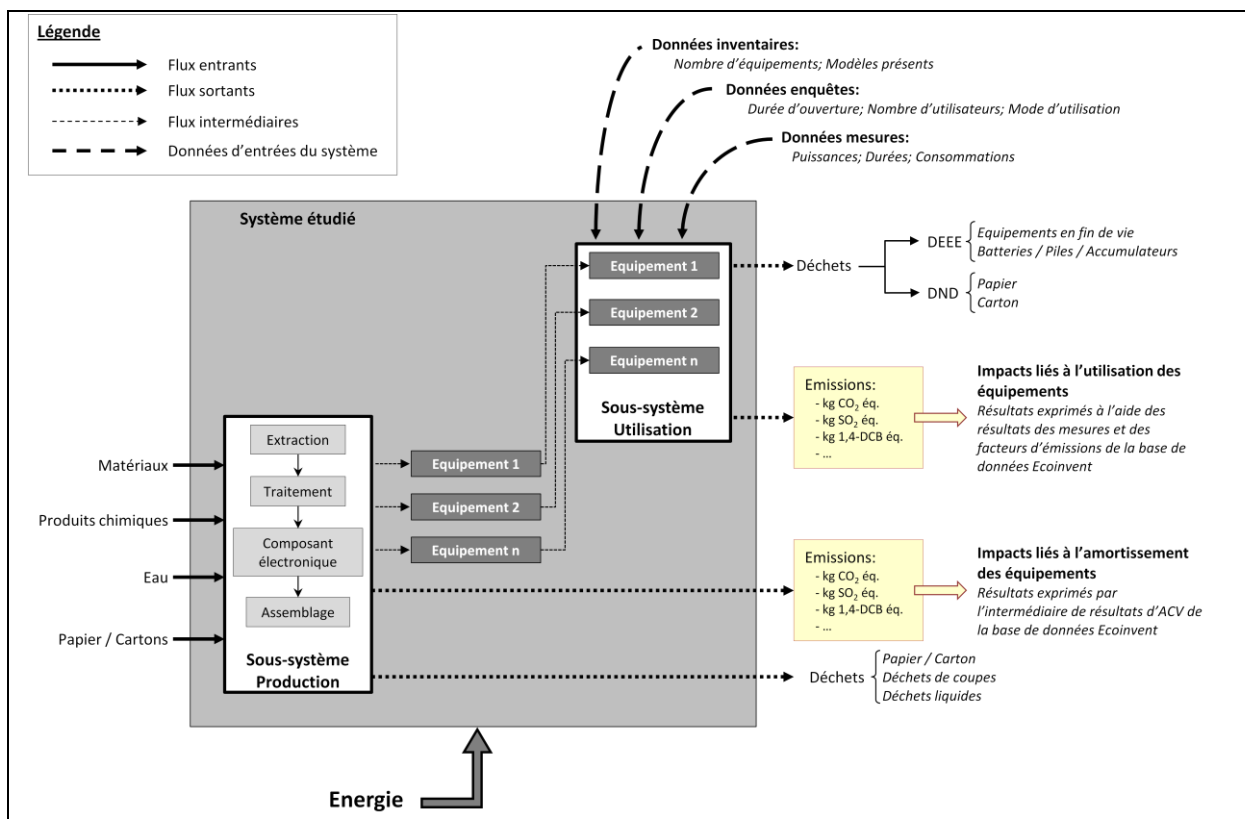 Légende
Flux entrants
Flux sortants
Flux intermédiaires
Données d'entrées du système
Données inventaires:
Nombre d'équipements; Modèles présents
Données enquêtes:
Durée d'ouverture; Nombre d'utilisateurs; Mode d'utilisation
Données mesures:
Puissances; Durées; Consommations
Système étudié
Equipement 1
Equipement 2
Equipement n
Sous-système
Utilisation
Déchets
DEEE
Equipements en fin de vie
Batteries / Piles / Accumulateurs
DND
Papier
Carton
Emissions:
- kg CO₂ éq.
- kg SO₂ éq.
- kg 1,4-DCB éq.
- ...
Impacts liés à l'utilisation des
équipements
Résultats exprimés à l'aide des
résultats des mesures et des
facteurs d'émissions de la base de
données Ecoinvent
Matériaux
Produits chimiques
Eau
Papier / Cartons
Extraction
Traitement
Composant
électronique
Assemblage
Sous-système
Production
Equipement 1
Equipement 2
Equipement n
Emissions:
- kg CO₂ éq.
- kg SO₂ éq.
- kg 1,4-DCB éq.
- ...
Impacts liés à l'amortissement
des équipements
Résultats exprimés par
l'intermédiaire de résultats d'ACV de
la base de données Ecoinvent
Déchets
Papier / Carton
Déchets de coupes
Déchets liquides
Energie